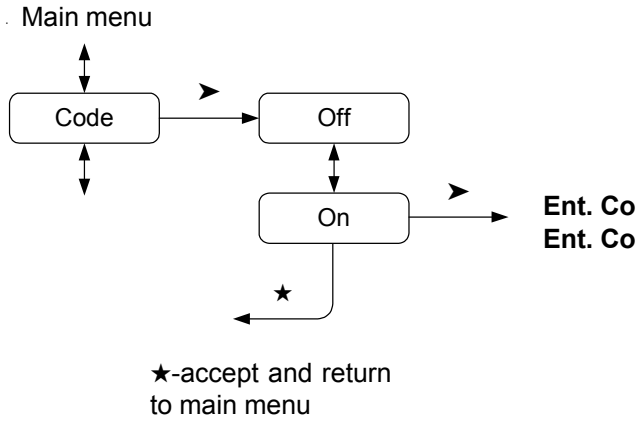 Main menu
Code
Off
On
Ent. Co
Ent. Co
★
★-accept and return
to main menu